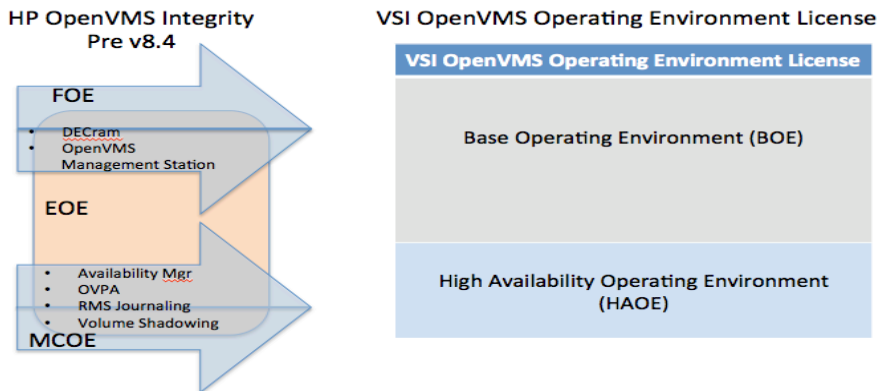 HP OpenVMS Integrity
Pre v8.4
FOE
• DECram
• OpenVMS
Management Station
EOE
• Availability Mgr
• OVPA
• RMS Journaling
• Volume Shadowing
MCOE
VSI OpenVMS Operating Environment License
VSI OpenVMS Operating Environment License
Base Operating Environment (BOE)
High Availability Operating Environment
(HAOE)